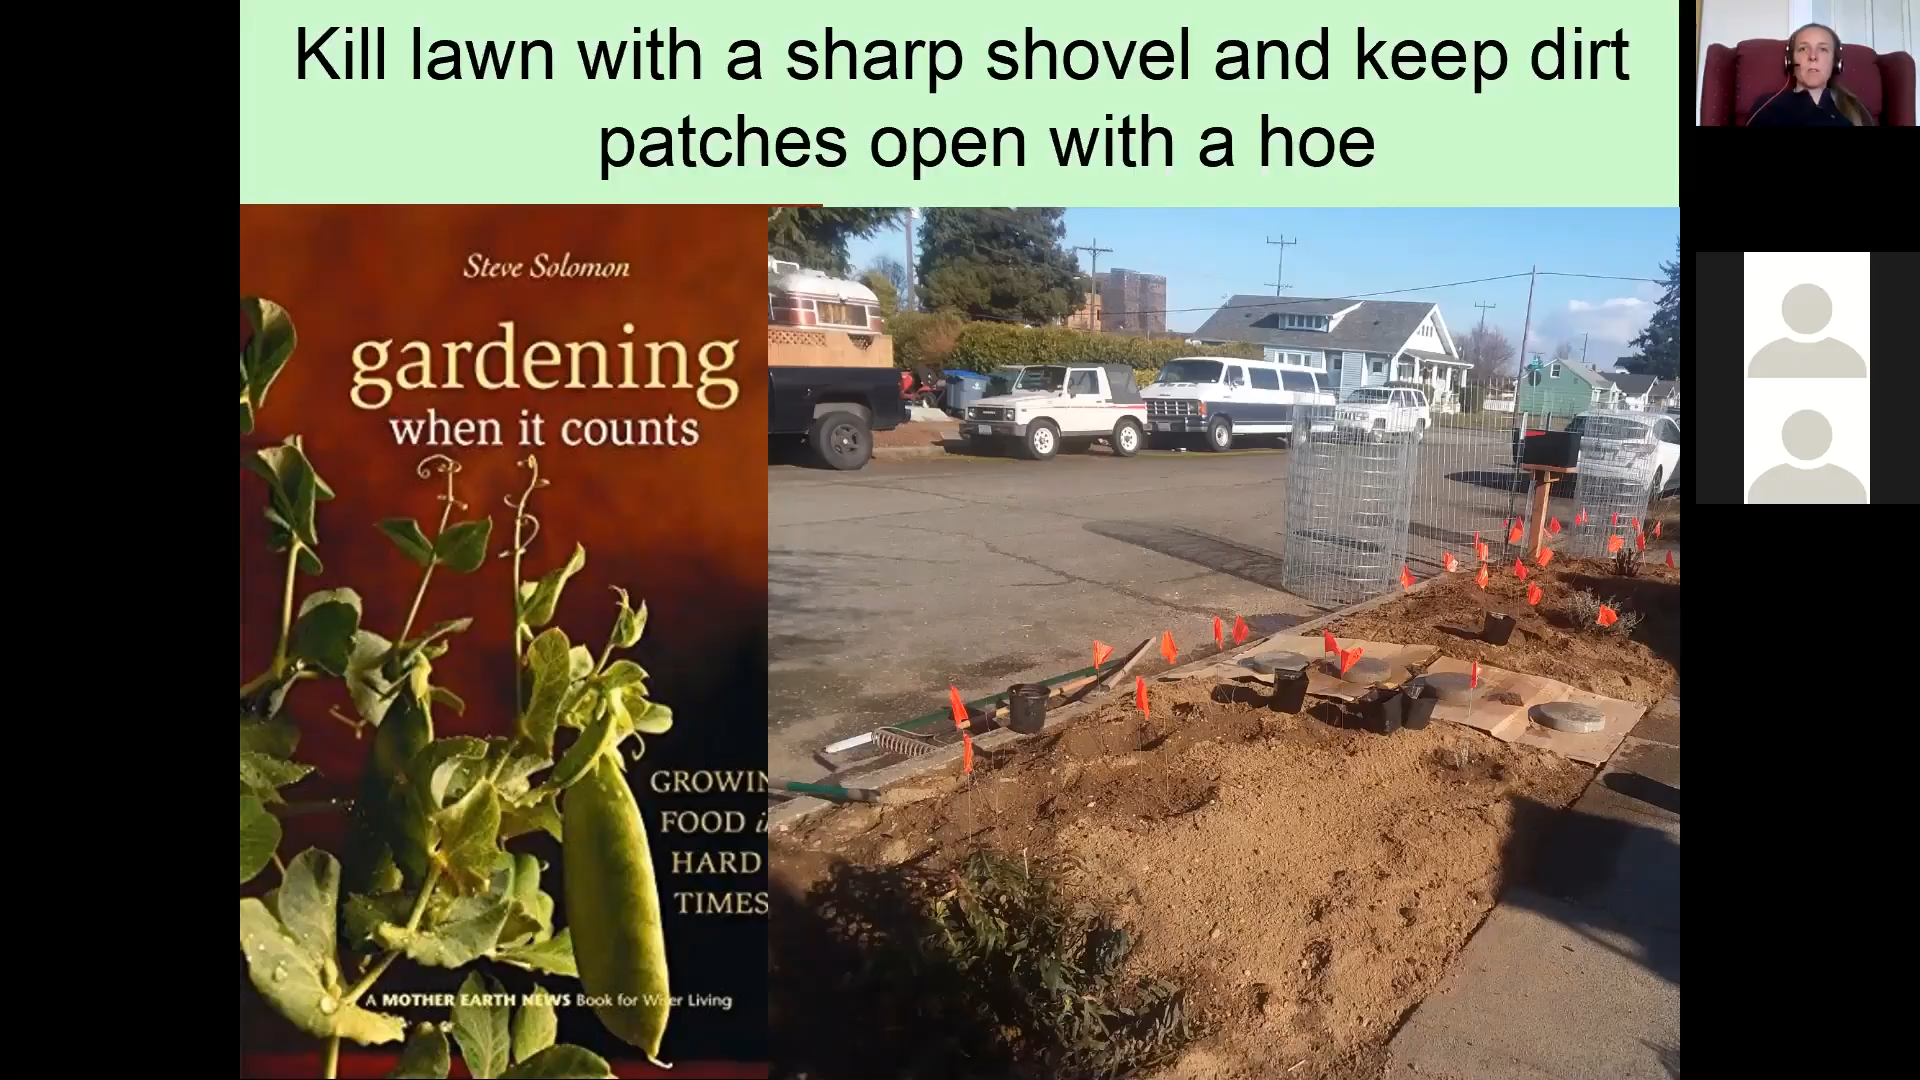 Kill lawn with a sharp shovel and keep dirt
patches open with a hoe
Steve Solomon
gardening
when it counts
GROWIN
FOOD i
HARD
TIMES
A MOTHER EARTH NEWS Book for Wiser Living